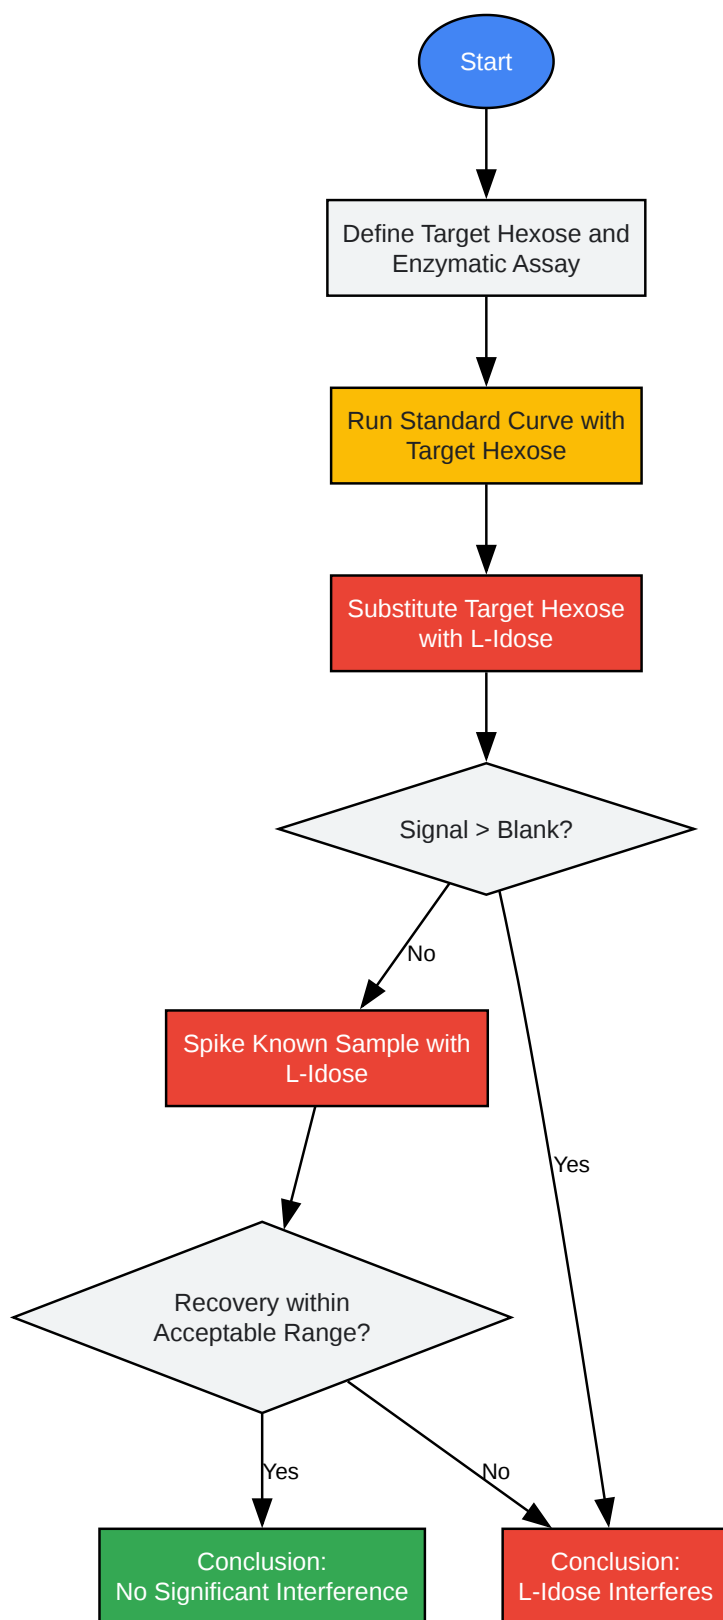 Start
Define Target Hexose and
Enzymatic Assay
Run Standard Curve with
Target Hexose
Substitute Target Hexose
with L-Idose
Signal > Blank?
No
Spike Known Sample with
L-Idose
Yes
Recovery within
Acceptable Range?
Yes
No
Conclusion:
No Significant Interference
Conclusion:
L-Idose Interferes